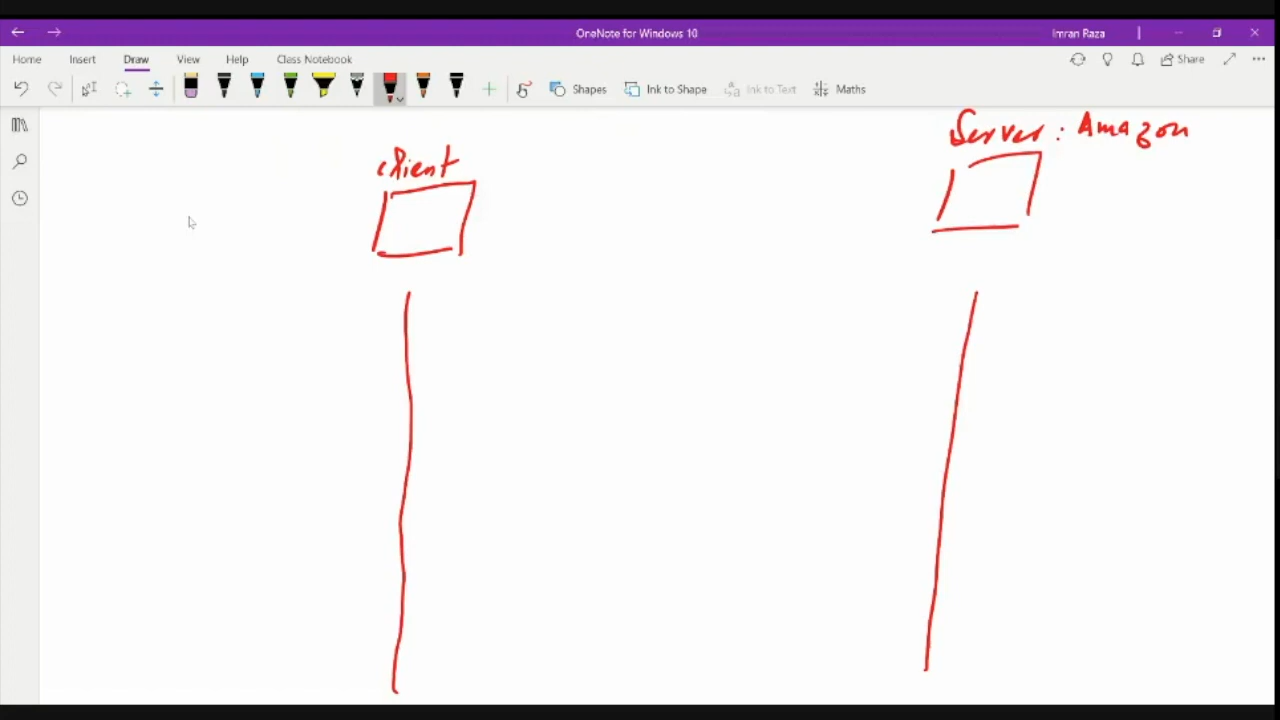 OneNote for Windows 10
Imran Raza
Home Insert Draw View Help Class Notebook
Share
Shapes Ink to Shape Ink to Text Maths
Server : Amazon
client